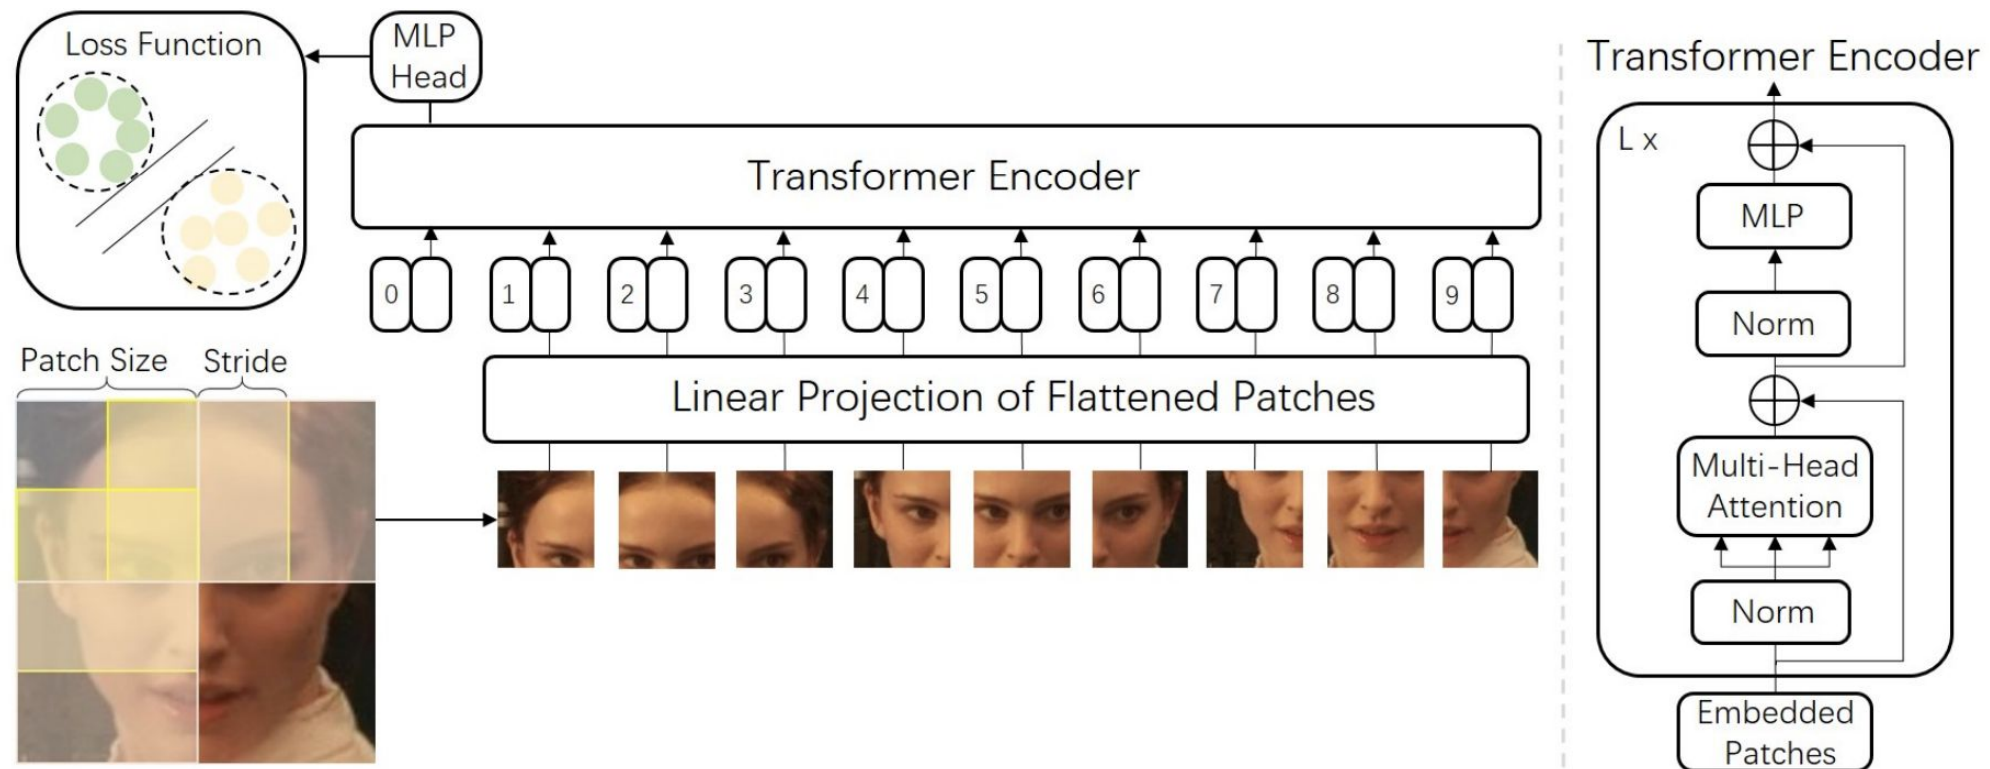 Loss Function
MLP
Head
Transformer Encoder
0 1 2 3 4 5 6 7 8 9
Patch Size Stride
Linear Projection of Flattened Patches
Transformer Encoder
L x
MLP
Norm
Multi-Head
Attention
Norm
Embedded
Patches